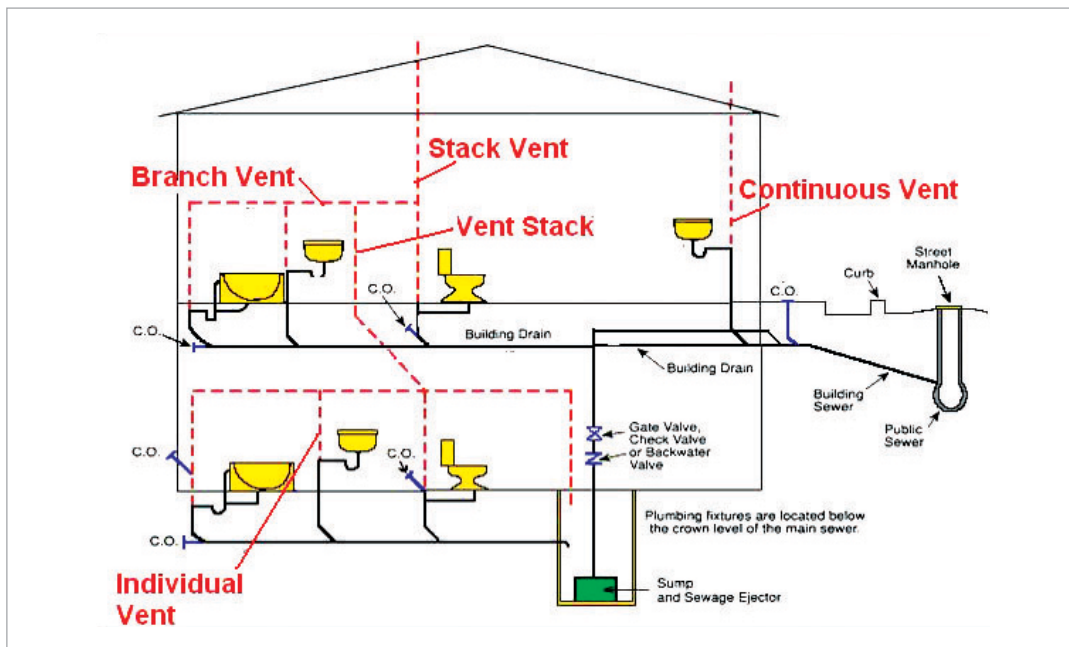 Stack Vent
Branch Vent
Continuous Vent
Vent Stack
Street
Manhole
Curb
C.O.
C.O.
C.O.
Building Drain
Building Drain
Building
Sewer
Public
Sewer
Gate Valve,
Check Valve
or Backwater
Valve
C.O.
C.O.
Plumbing fixtures are located below
the crown level of the main sewer.
C.O.
Individual
Vent
Sump
and Sewage Ejector